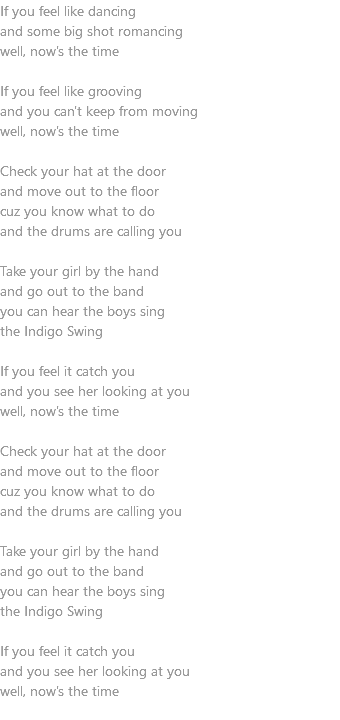 If you feel like dancing
and some big shot romancing
well, now's the time

If you feel like grooving
and you can't keep from moving
well, now's the time

Check your hat at the door
and move out to the floor
cuz you know what to do
and the drums are calling you

Take your girl by the hand
and go out to the band
you can hear the boys sing
the Indigo Swing

If you feel it catch you
and you see her looking at you
well, now's the time

Check your hat at the door
and move out to the floor
cuz you know what to do
and the drums are calling you

Take your girl by the hand
and go out to the band
you can hear the boys sing
the Indigo Swing

If you feel it catch you
and you see her looking at you
well, now's the time